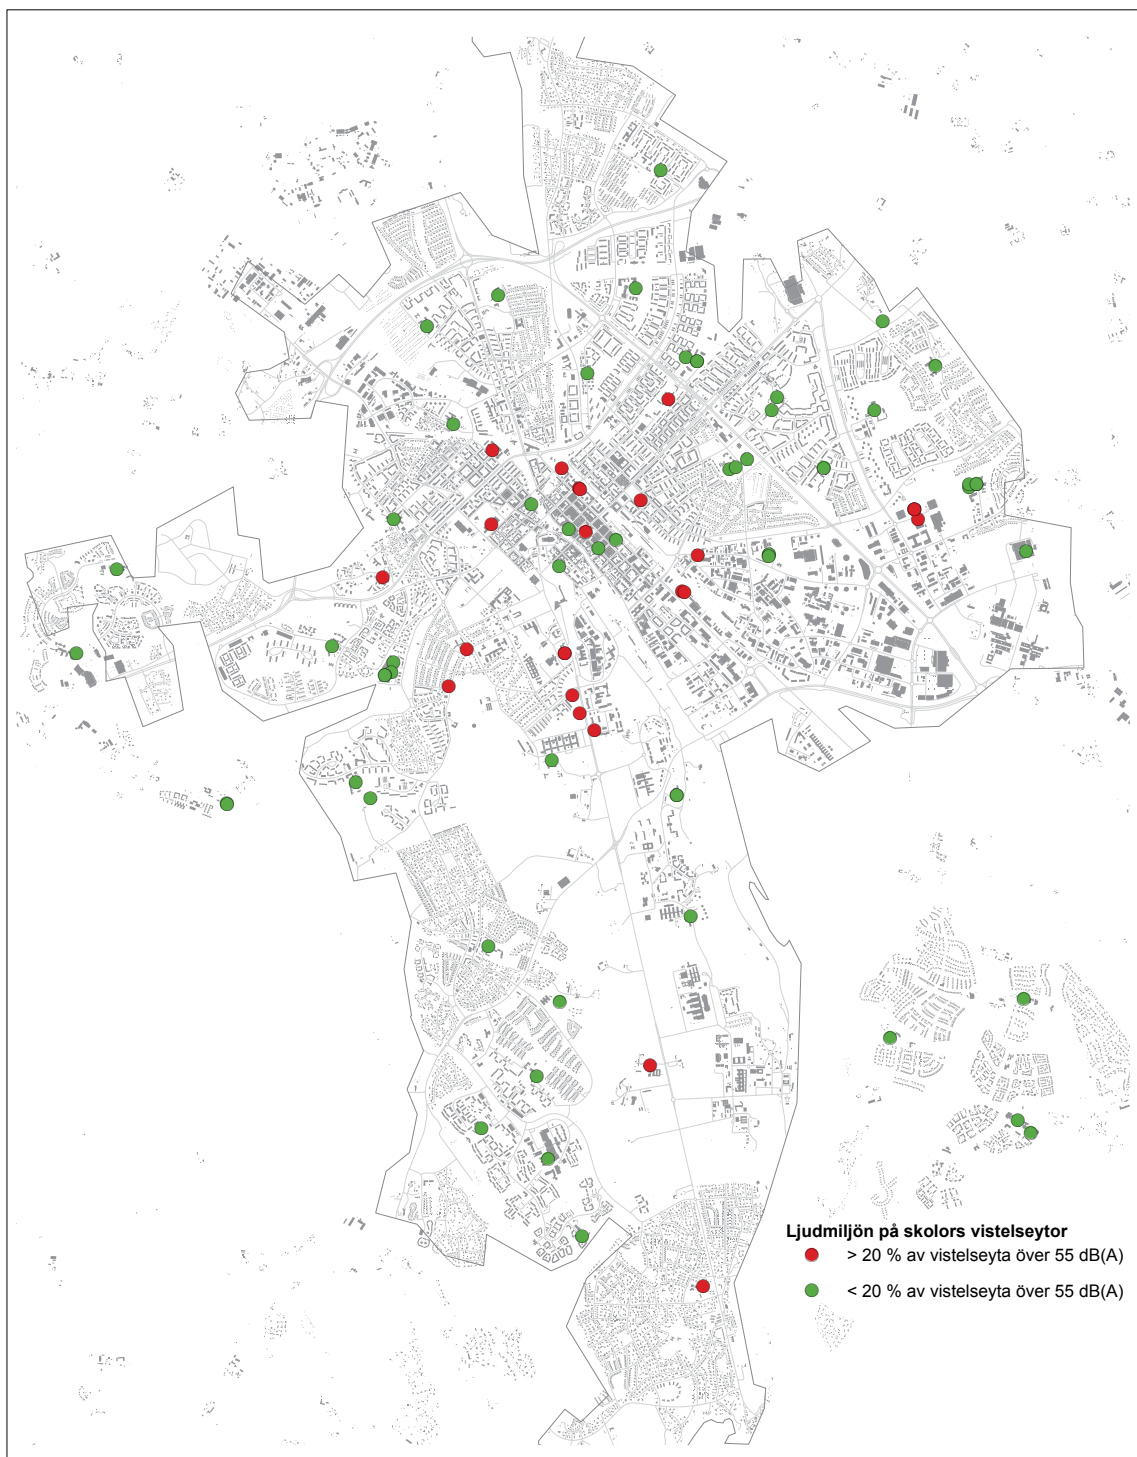 Ljudmiljön på skolors vistelseytor
> 20 % av vistelseyta över 55 dB(A)
< 20 % av vistelseyta över 55 dB(A)